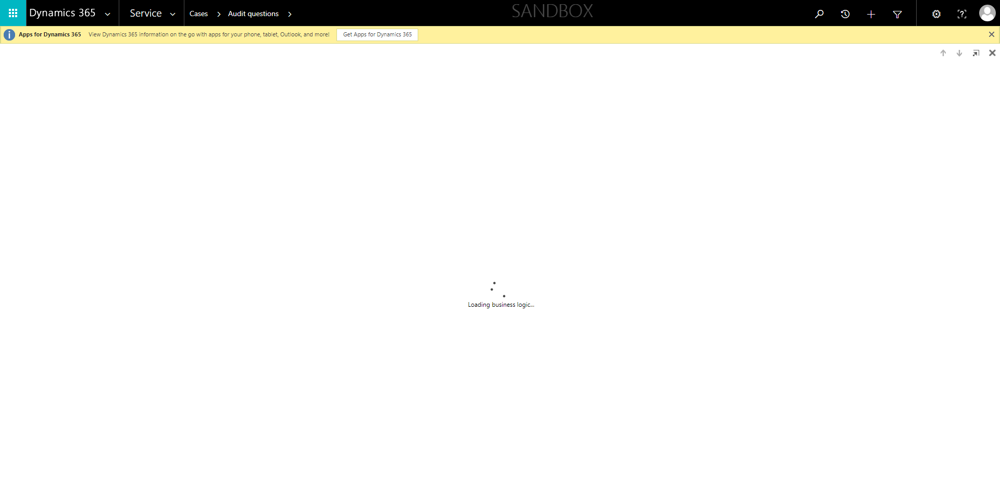 Dynamics 365 Service Cases Audit questions SANDBOX
Apps for Dynamics 365 View Dynamics 365 information on the go with apps for your phone, tablet, Outlook, and more! Get Apps for Dynamics 365
Loading business logic...